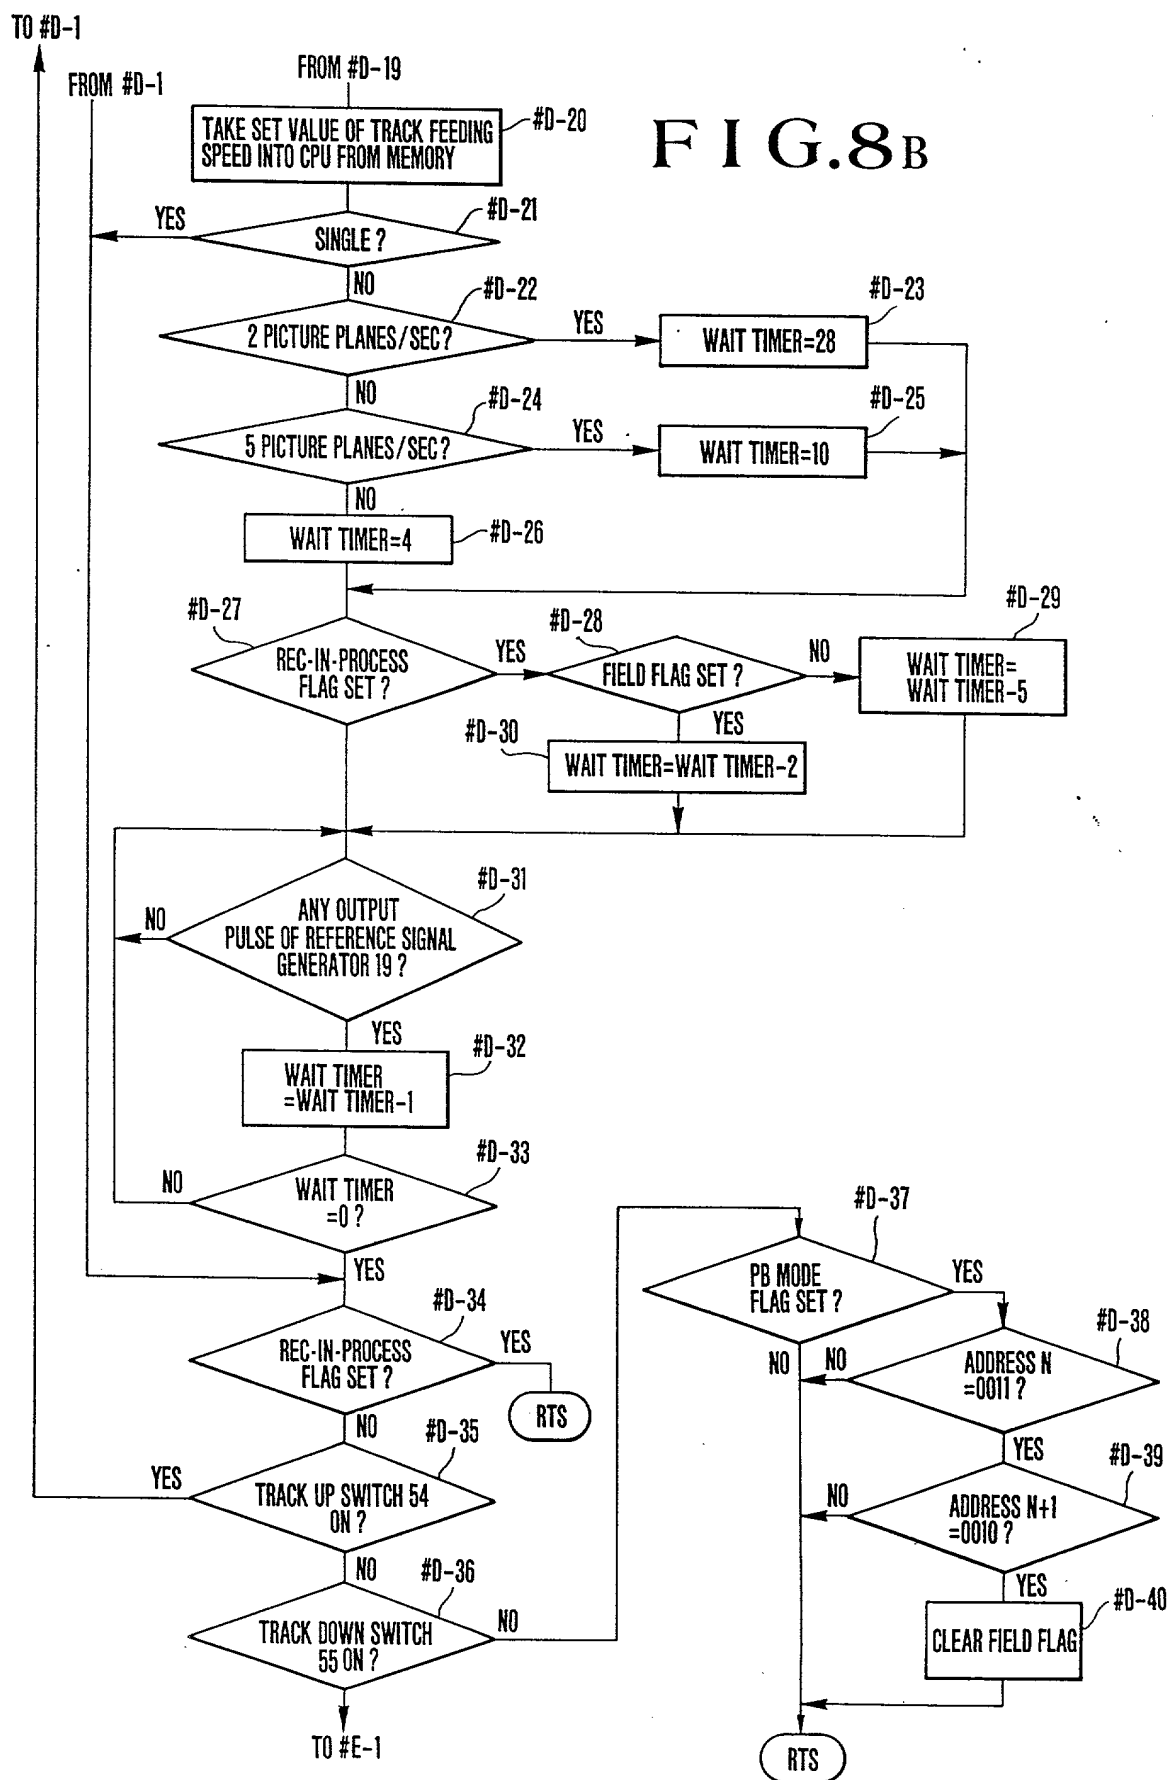 TO #D-1
FROM #D-1
FROM #D-19
FIG.8B
TAKE SET VALUE OF TRACK FEEDING
SPEED INTO CPU FROM MEMORY
#D-20
YES
#D-21
SINGLE ?
NO
#D-22
2 PICTURE PLANES/SEC?
YES
#D-23
WAIT TIMER=28
NO
#D-24
5 PICTURE PLANES/SEC?
YES
#D-25
WAIT TIMER=10
NO
WAIT TIMER=4
#D-26
#D-27
REC-IN-PROCESS
FLAG SET ?
YES
#D-28
FIELD FLAG SET ?
NO
#D-29
WAIT TIMER=
WAIT TIMER-5
YES
#D-30
WAIT TIMER=WAIT TIMER-2
#D-31
ANY OUTPUT
PULSE OF REFERENCE SIGNAL
GENERATOR 19 ?
NO
YES
#D-32
WAIT TIMER
=WAIT TIMER-1
#D-33
NO
WAIT TIMER
=0 ?
YES
#D-34
REC-IN-PROCESS
FLAG SET ?
YES
RTS
NO
#D-35
YES
TRACK UP SWITCH 54
ON ?
NO
#D-36
TRACK DOWN SWITCH
55 ON ?
NO
TO #E-1
#D-37
PB MODE
FLAG SET ?
YES
NO
#D-38
NO
ADDRESS N
=0011 ?
YES
#D-39
NO
ADDRESS N+1
=0010 ?
YES
#D-40
CLEAR FIELD FLAG
RTS